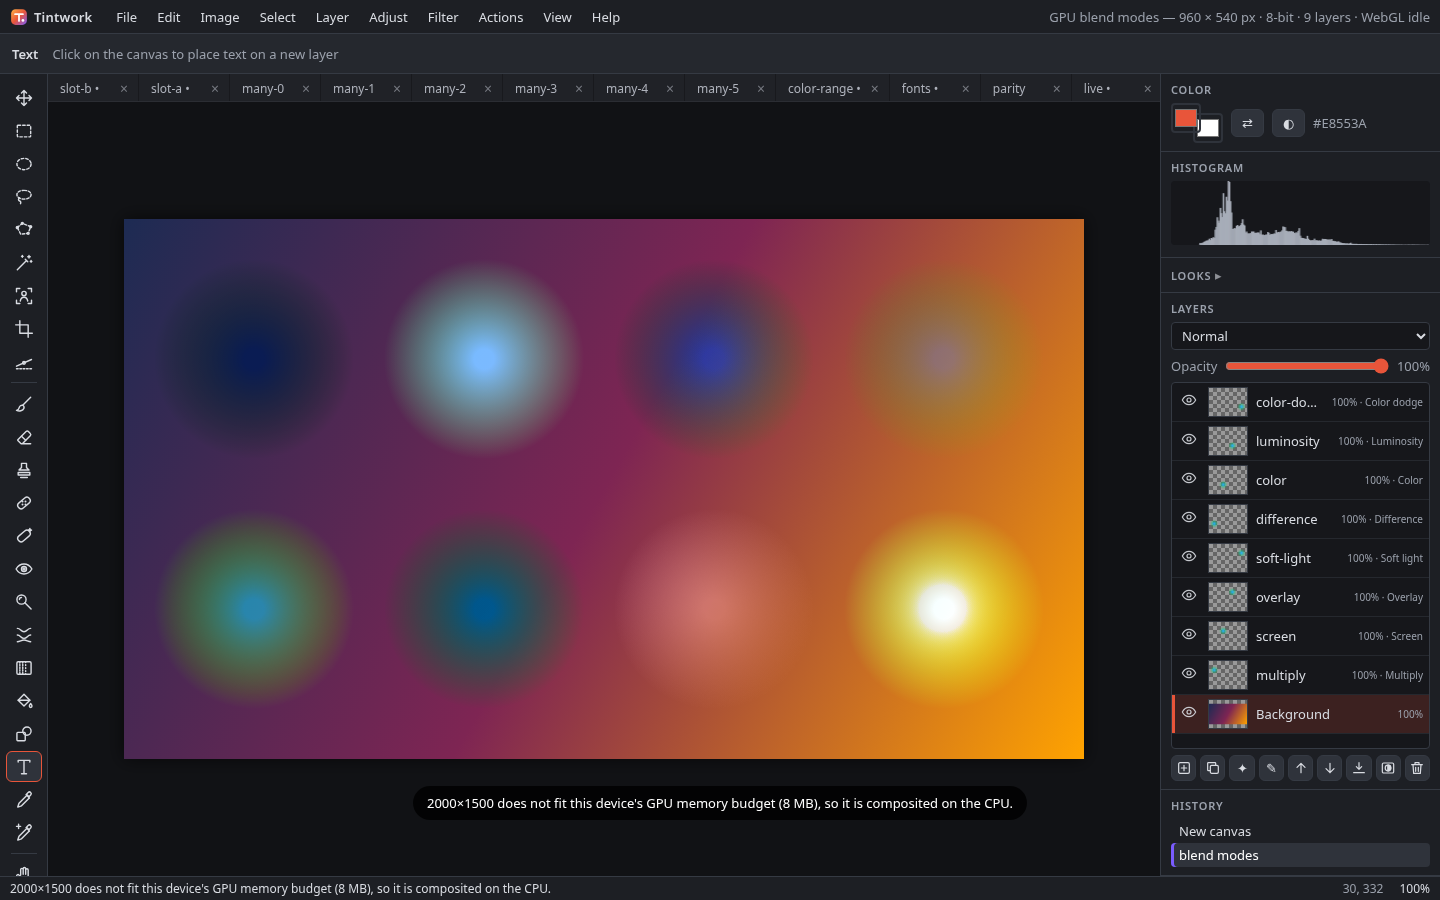 Tintwork File Edit Image Select Layer Adjust Filter Actions View Help GPU blend modes — 960 × 540 px · 8-bit · 9 layers · WebGL idle
Text Click on the canvas to place text on a new layer
slot-b • × slot-a • × many-0 × many-1 × many-2 × many-3 × many-4 × many-5 × color-range • × fonts • × parity × live • ×
COLOR
#E8553A
HISTOGRAM
LOOKS ▸
LAYERS
Normal
Opacity 100%
color-do... 100% · Color dodge
luminosity 100% · Luminosity
color 100% · Color
difference 100% · Difference
soft-light 100% · Soft light
overlay 100% · Overlay
screen 100% · Screen
multiply 100% · Multiply
Background 100%
HISTORY
New canvas
blend modes
2000×1500 does not fit this device's GPU memory budget (8 MB), so it is composited on the CPU.
2000×1500 does not fit this device's GPU memory budget (8 MB), so it is composited on the CPU. 30, 332 100%